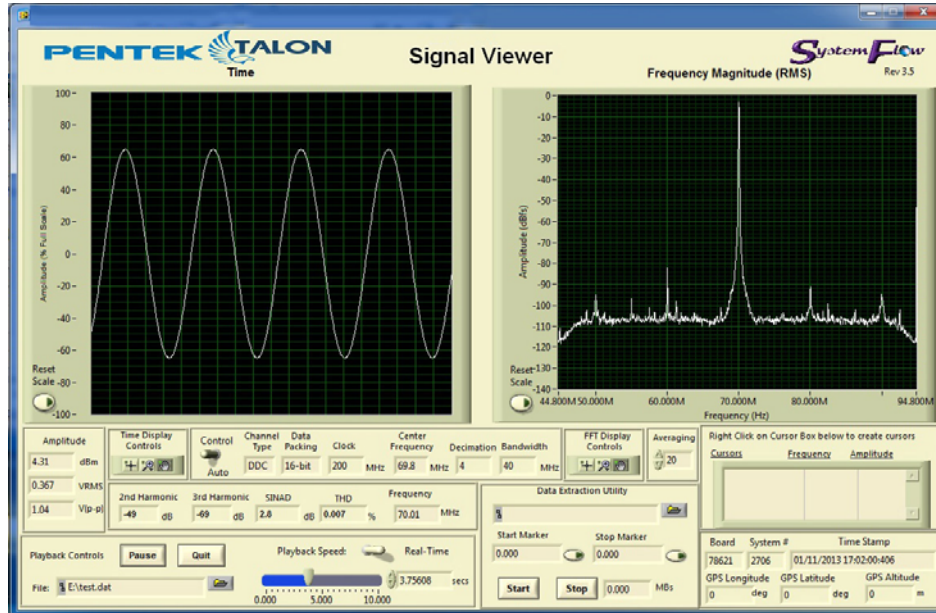 PENTEK TALON
Signal Viewer
SystemFlow
Rev 3.5
Time
Frequency Magnitude (RMS)
100
80
60
40
20
0
-20
-40
-60
-80
-100
Amplitude (% Full Scale)
Reset
Scale
0
-10
-20
-30
-40
-50
-60
-70
-80
-90
-100
-110
-120
-130
-140
Amplitude (dBfs)
Reset
Scale
44.800M 50.000M 60.000M 70.000M 80.000M 94.800M
Frequency (Hz)
Amplitude
4.31 dBm
0.367 VRMS
1.04 V(p-p)
Time Display
Controls
Control
Auto
Channel Type
DDC
Data Packing
16-bit
Clock
200 MHz
Center Frequency
69.8 MHz
Decimation
4
Bandwidth
40 MHz
FFT Display
Controls
Averaging
20
Right Click on Cursor Box below to create cursors
Cursors Frequency Amplitude
2nd Harmonic
-49 dB
3rd Harmonic
-69 dB
SINAD
2.8 dB
THD
0.007 %
Frequency
70.01 MHz
Data Extraction Utility
Start Marker
0.000
Stop Marker
0.000
Start
Stop
0.000 MBs
Playback Controls
Pause
Quit
Playback Speed:
Real-Time
File: E:\test.dat
0.000 5.000 10.000
3.75608 secs
Board System # Time Stamp
78621 2706 01/11/2013 17:02:00:406
GPS Longitude GPS Latitude GPS Altitude
0 deg 0 deg 0 m